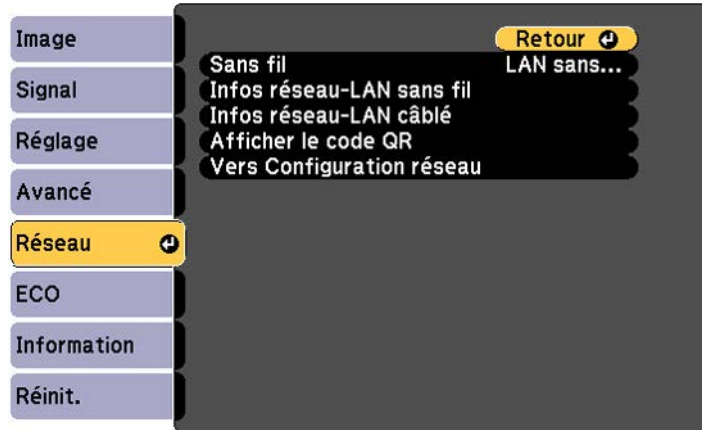 Image
Signal
Réglage
Avancé
Réseau
ECO
Information
Réinit.
Retour
Sans fil LAN sans...
Infos réseau-LAN sans fil
Infos réseau-LAN câblé
Afficher le code QR
Vers Configuration réseau